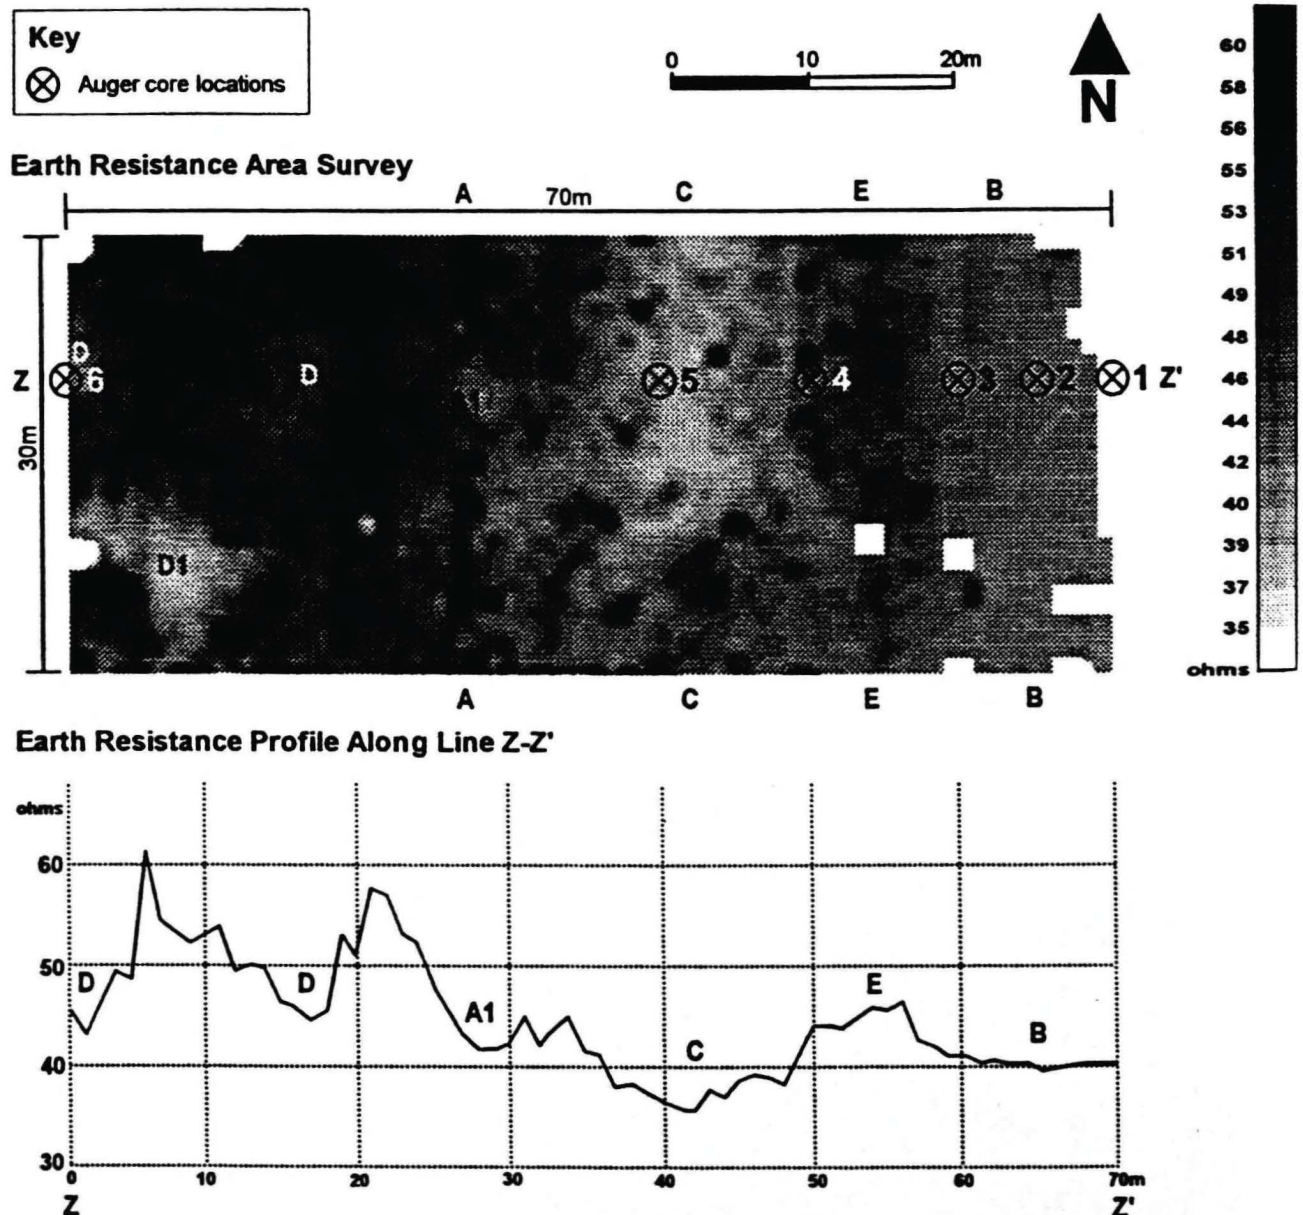 Key
Auger core locations
0 10 20m
N
Earth Resistance Area Survey
A 70m C E B
D
Z 6 D 5 4 3 2 1 Z'
30m
D1
A C E B
60
58
56
55
53
51
49
48
46
44
42
40
39
37
35
ohms
Earth Resistance Profile Along Line Z-Z'
ohms
60
50
40
30
D D A1 C E B
0 10 20 30 40 50 60 70m
Z Z'